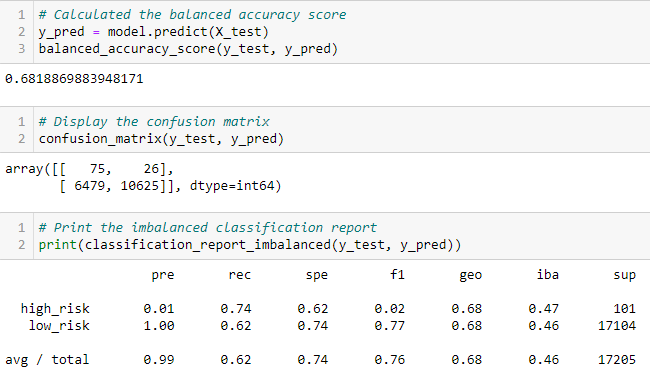 1 # Calculated the balanced accuracy score
2 y_pred = model.predict(X_test)
3 balanced_accuracy_score(y_test, y_pred)
0.6818869883948171
1 # Display the confusion matrix
2 confusion_matrix(y_test, y_pred)
array([[   75,    26],
       [ 6479, 10625]], dtype=int64)
1 # Print the imbalanced classification report
2 print(classification_report_imbalanced(y_test, y_pred))
pre rec spe f1 geo iba sup
high_risk 0.01 0.74 0.62 0.02 0.68 0.47 101
low_risk 1.00 0.62 0.74 0.77 0.68 0.46 17104
avg / total 0.99 0.62 0.74 0.76 0.68 0.46 17205